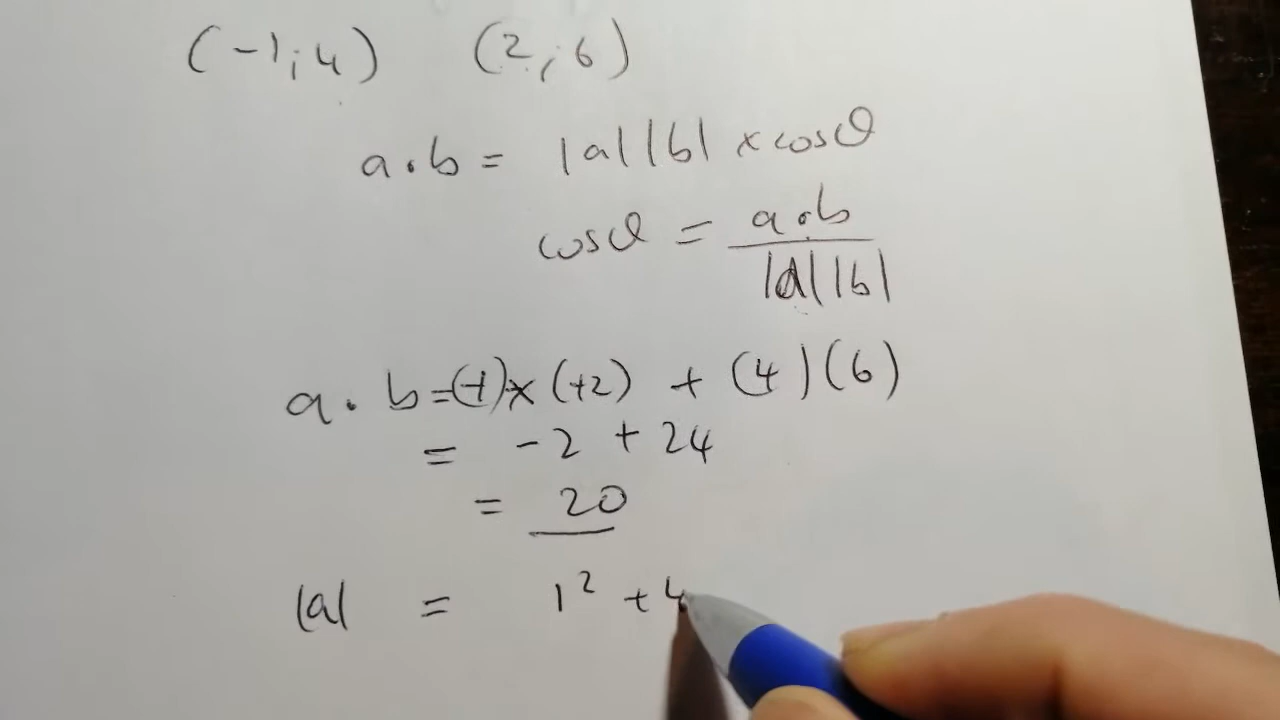 (-1;4) (2,6)
a.b = |a||b| × cosθ
cosθ = a.b
|a||b|
a.b=(-1)×(+2) + (4)(6)
= -2 + 24
= 20
|a| = 1² + 4